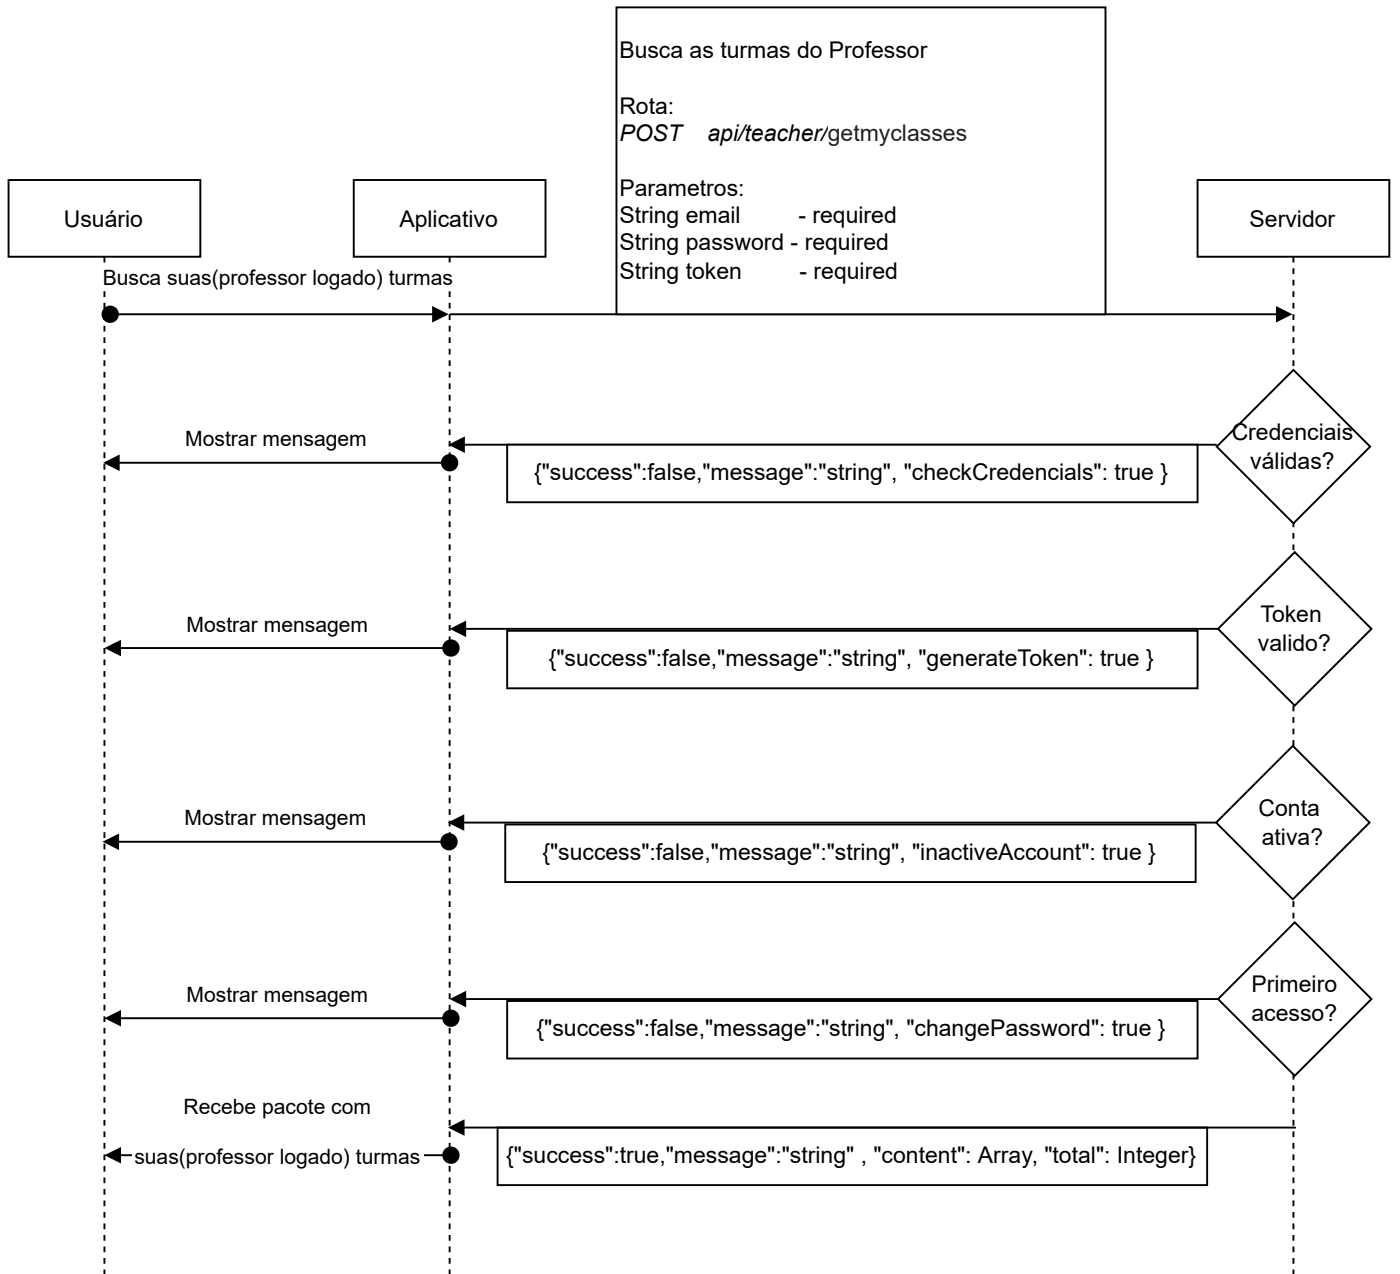 Busca as turmas do Professor
Rota:
POST api/teacher/getmyclasses
Parametros:
String email - required
String password - required
String token - required
Usuário
Aplicativo
Servidor
Busca suas(professor logado) turmas
Credenciais
válidas?
Mostrar mensagem
{"success":false,"message":"string", "checkCredencials": true }
Token
valido?
Mostrar mensagem
{"success":false,"message":"string", "generateToken": true }
Conta
ativa?
Mostrar mensagem
{"success":false,"message":"string", "inactiveAccount": true }
Primeiro
acesso?
Mostrar mensagem
{"success":false,"message":"string", "changePassword": true }
Recebe pacote com
suas(professor logado) turmas
{"success":true,"message":"string" , "content": Array, "total": Integer}